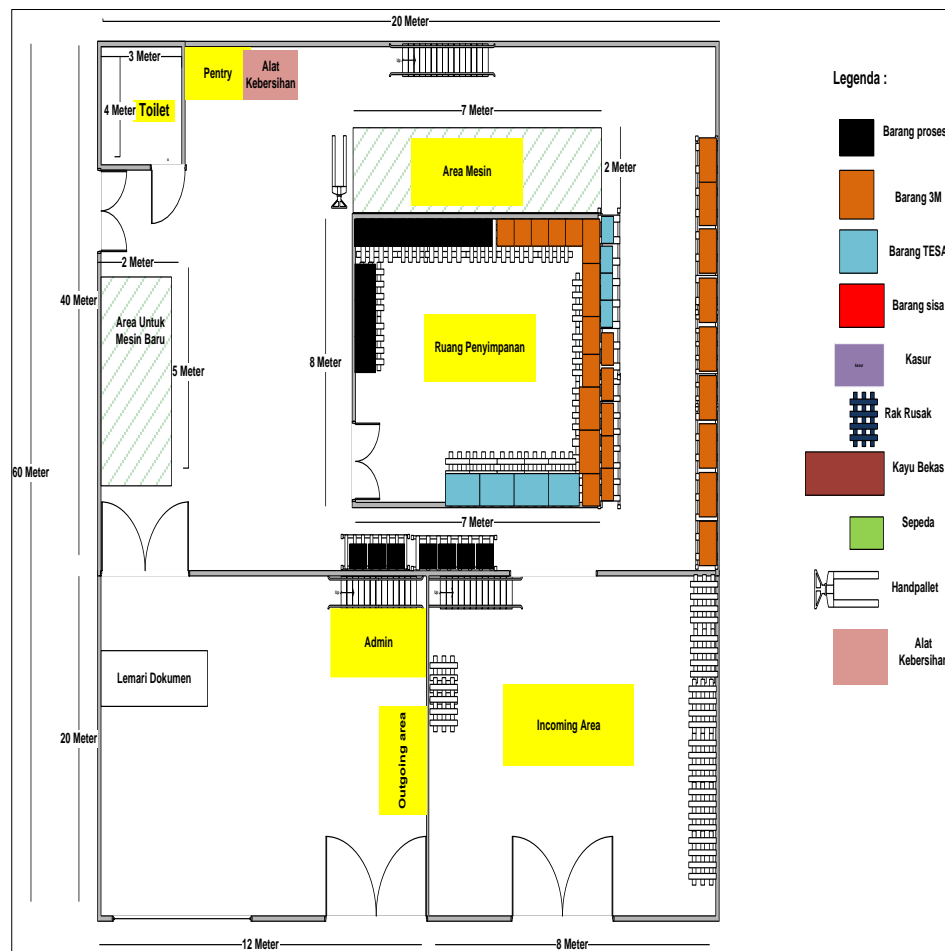 20 Meter
3 Meter
Pentry
Alat
Kebersihan
4 Meter
Toilet
7 Meter
Area Mesin
2 Meter
2 Meter
40 Meter
Area Untuk
Mesin Baru
5 Meter
8 Meter
Ruang Penyimpanan
60 Meter
7 Meter
Admin
Lemari Dokumen
Outgoing area
Incoming Area
20 Meter
12 Meter
8 Meter
Legenda :
Barang proses
Barang 3M
Barang TESA
Barang sisa
Kasur
Rak Rusak
Kayu Bekas
Sepeda
Handpallet
Alat
Kebersihan